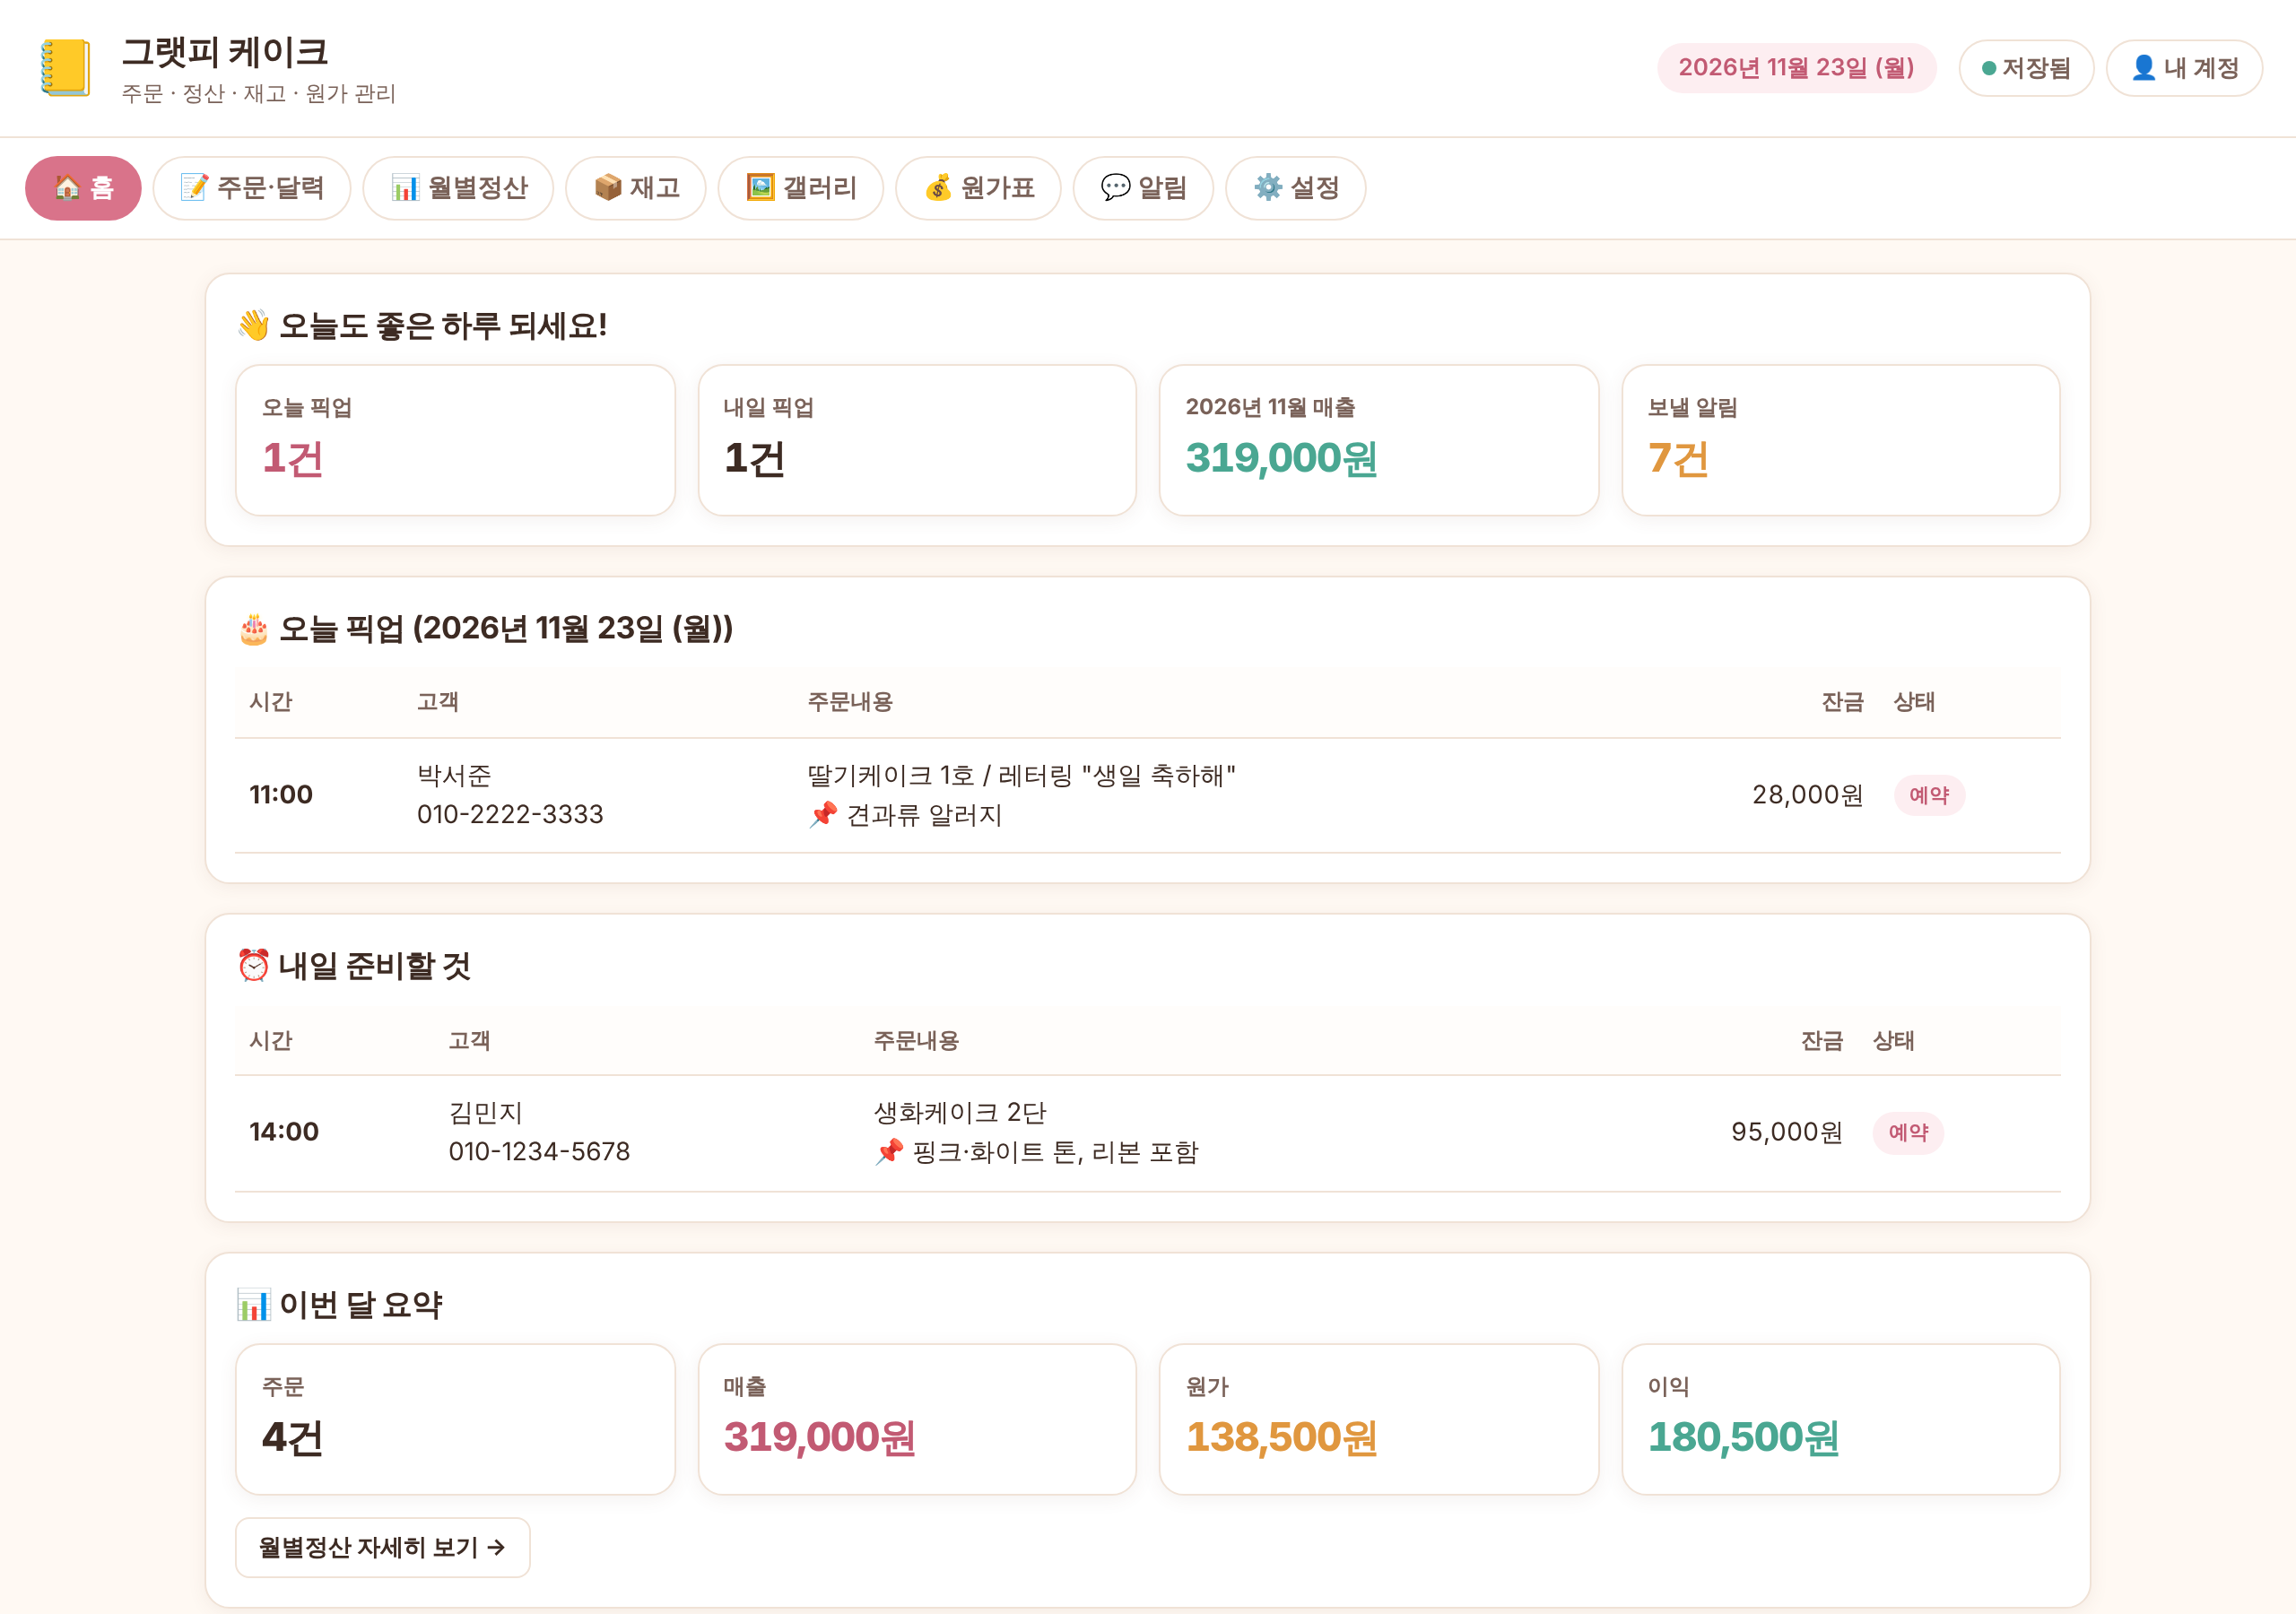 그랫피 케이크
주문 · 정산 · 재고 · 원가 관리
2026년 11월 23일 (월)
저장됨
내 계정
홈
주문·달력
월별정산
재고
갤러리
원가표
알림
설정
오늘도 좋은 하루 되세요!
오늘 픽업
1건
내일 픽업
1건
2026년 11월 매출
319,000원
보낼 알림
7건
오늘 픽업 (2026년 11월 23일 (월))
시간 고객 주문내용 잔금 상태
11:00 박서준 010-2222-3333 딸기케이크 1호 / 레터링 "생일 축하해" 28,000원 예약
견과류 알러지
내일 준비할 것
시간 고객 주문내용 잔금 상태
14:00 김민지 010-1234-5678 생화케이크 2단 95,000원 예약
핑크·화이트 톤, 리본 포함
이번 달 요약
주문
4건
매출
319,000원
원가
138,500원
이익
180,500원
월별정산 자세히 보기 →